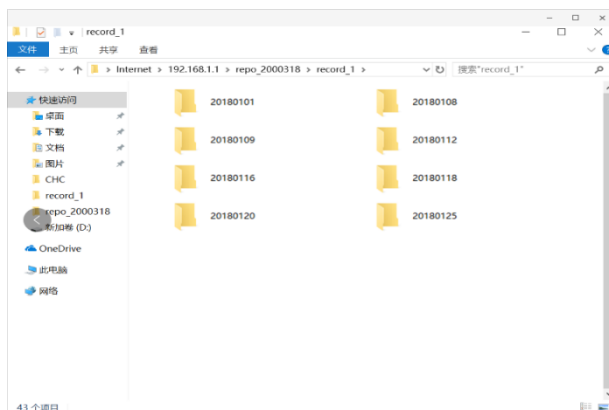 record_1
文件 主页 共享 查看
Internet > 192.168.1.1 > repo_2000318 > record_1 >
搜索"record_1"
快速访问
桌面
下载
文档
图片
CHC
record_1
repo_2000318
新加卷 (D:)
OneDrive
此电脑
网络
20180101 20180108
20180109 20180112
20180116 20180118
20180120 20180125
43 个项目